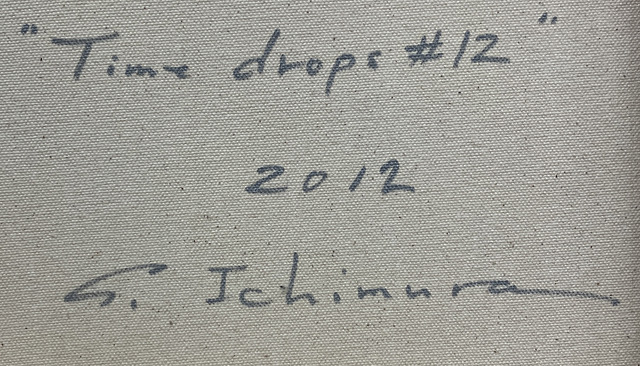 "Time drops #12"
2012
S. Ichimura